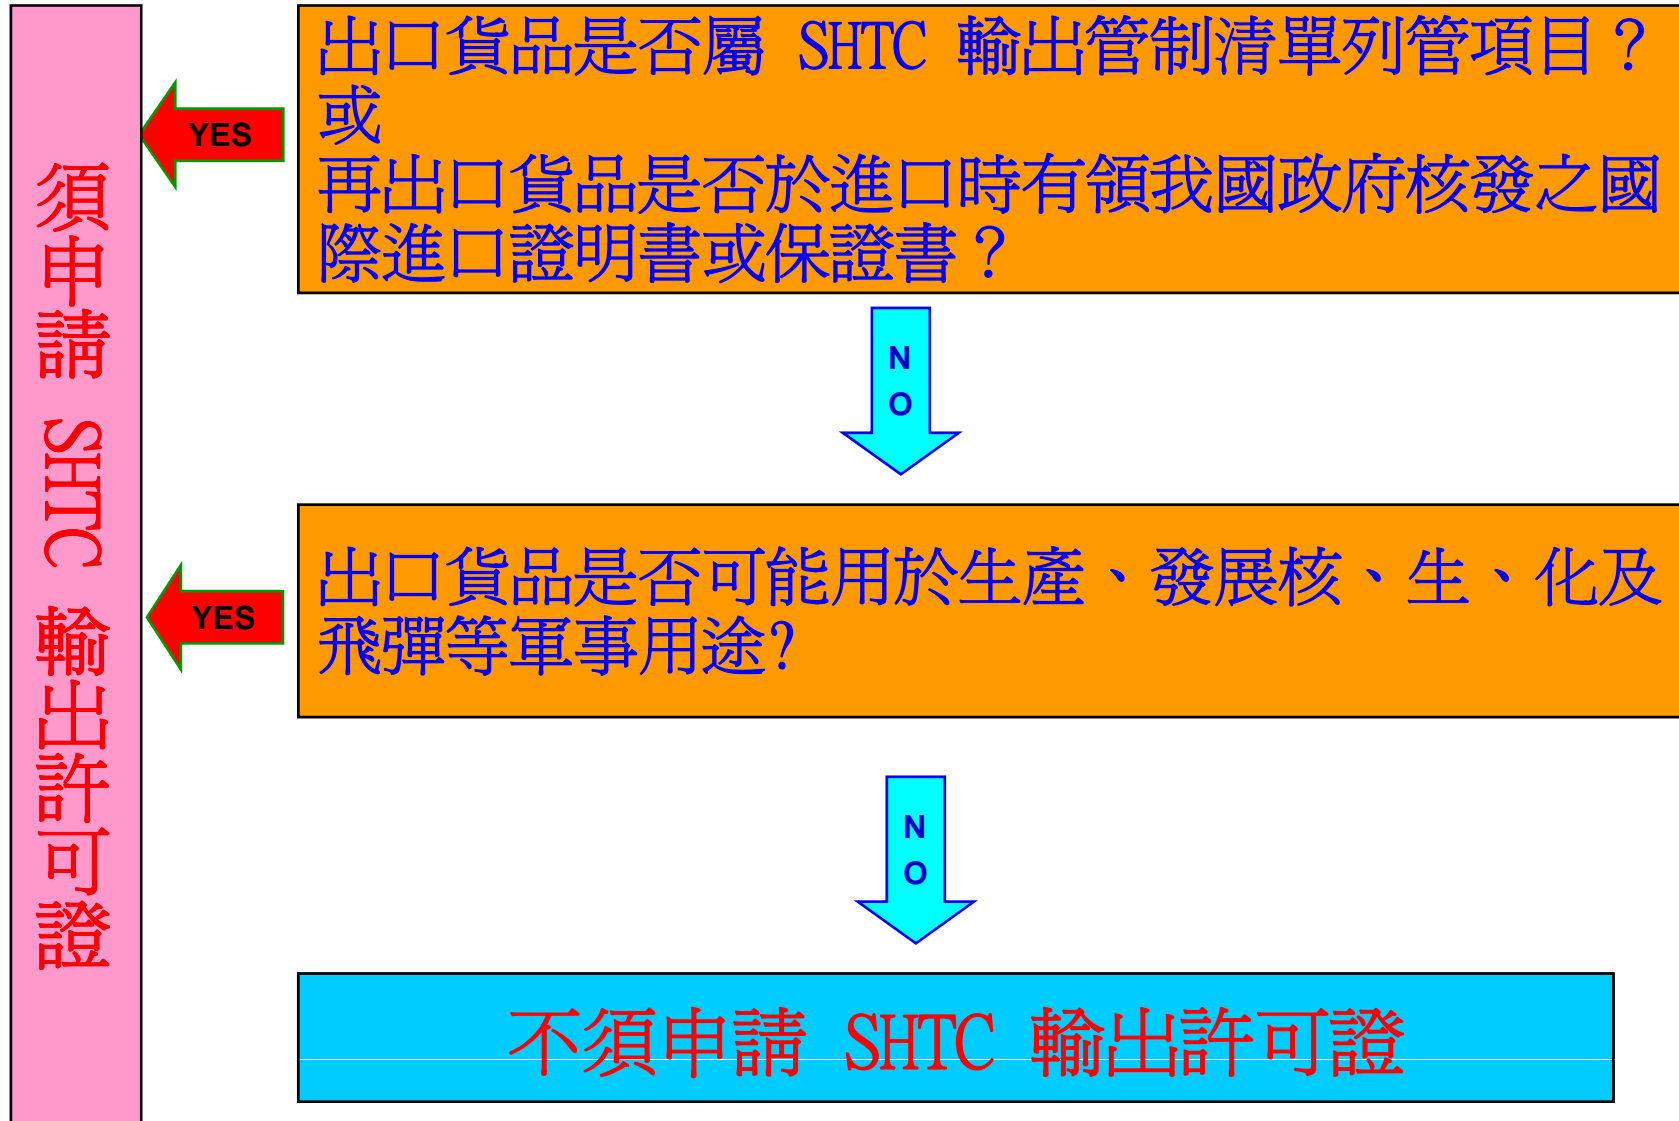 出口貨品是否屬 SHTC 輸出管制清單列管項目？
或
再出口貨品是否於進口時有領我國政府核發之國
際進口證明書或保證書？
YES
須申請 SHTC 輸出許可證
N
O
出口貨品是否可能用於生產、發展核、生、化及
飛彈等軍事用途?
YES
N
O
不須申請 SHTC 輸出許可證